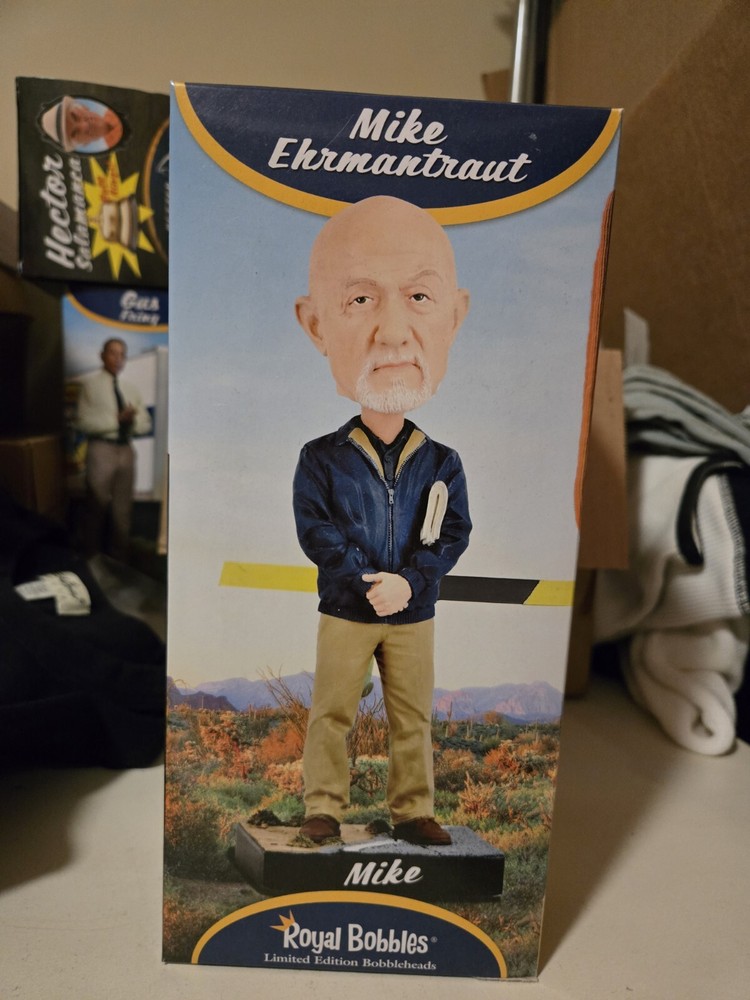 Mike
Ehrmantraut
Hector
Salamanca
Gus
Fring
Mike
Royal Bobbles®
Limited Edition Bobbleheads